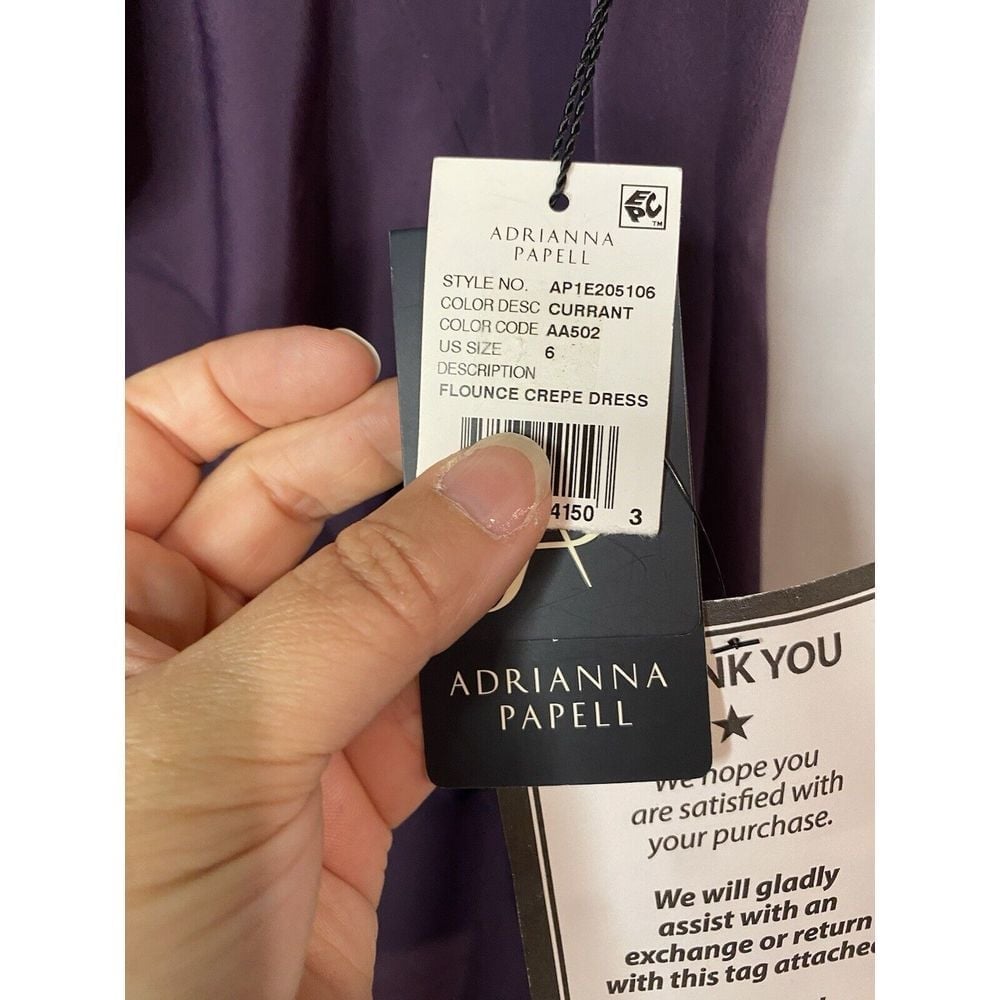 EPC™
ADRIANNA
PAPELL
STYLE NO. AP1E205106
COLOR DESC CURRANT
COLOR CODE AA502
US SIZE 6
DESCRIPTION
FLOUNCE CREPE DRESS
4150 3
ADRIANNA
PAPELL
NK YOU
We hope you
are satisfied with
your purchase.
We will gladly
assist with an
exchange or return
with this tag attached